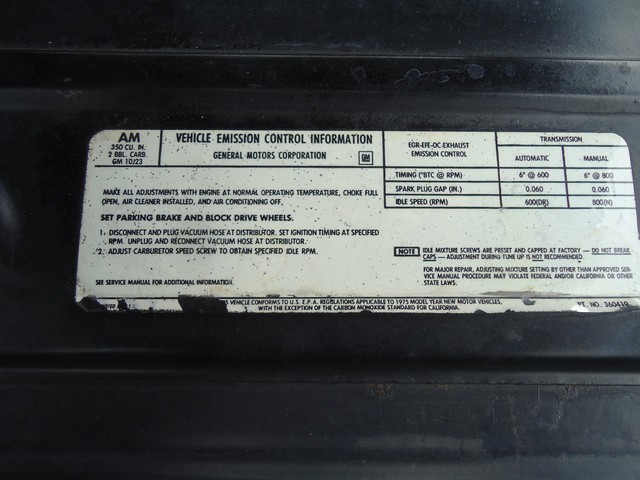 AM
350 CU. IN.
2 BBL. CARB.
GM 10J23
VEHICLE EMISSION CONTROL INFORMATION
GENERAL MOTORS CORPORATION GM
EGR-EFE-OC-EXHAUST
EMISSION CONTROL
TRANSMISSION
AUTOMATIC MANUAL
TIMING (°BTC @ RPM) 6° @ 600 6° @ 800
SPARK PLUG GAP (IN.) 0.060 0.060
IDLE SPEED (RPM) 600(DR) 800(N)
MAKE ALL ADJUSTMENTS WITH ENGINE AT NORMAL OPERATING TEMPERATURE, CHOKE FULL
OPEN, AIR CLEANER INSTALLED, AND AIR CONDITIONING OFF.
SET PARKING BRAKE AND BLOCK DRIVE WHEELS.
1. DISCONNECT AND PLUG VACUUM HOSE AT DISTRIBUTOR. SET IGNITION TIMING AT SPECIFIED
RPM. UNPLUG AND RECONNECT VACUUM HOSE AT DISTRIBUTOR.
2. ADJUST CARBURETOR SPEED SCREW TO OBTAIN SPECIFIED IDLE RPM.
NOTE IDLE MIXTURE SCREWS ARE PRESET AND CAPPED AT FACTORY — DO NOT BREAK
CAPS — ADJUSTMENT DURING TUNE UP IS NOT RECOMMENDED.
FOR MAJOR REPAIR, ADJUSTING MIXTURE SETTING BY OTHER THAN APPROVED SER-
VICE MANUAL PROCEDURE MAY VIOLATE FEDERAL AND/OR CALIFORNIA OR OTHER
STATE LAWS.
SEE SERVICE MANUAL FOR ADDITIONAL INFORMATION
VEHICLE CONFORMS TO U.S. E.P.A. REGULATIONS APPLICABLE TO 1975 MODEL YEAR NEW MOTOR VEHICLES,
WITH THE EXCEPTION OF THE CARBON MONOXIDE STANDARD FOR CALIFORNIA.
PT. NO. 360419